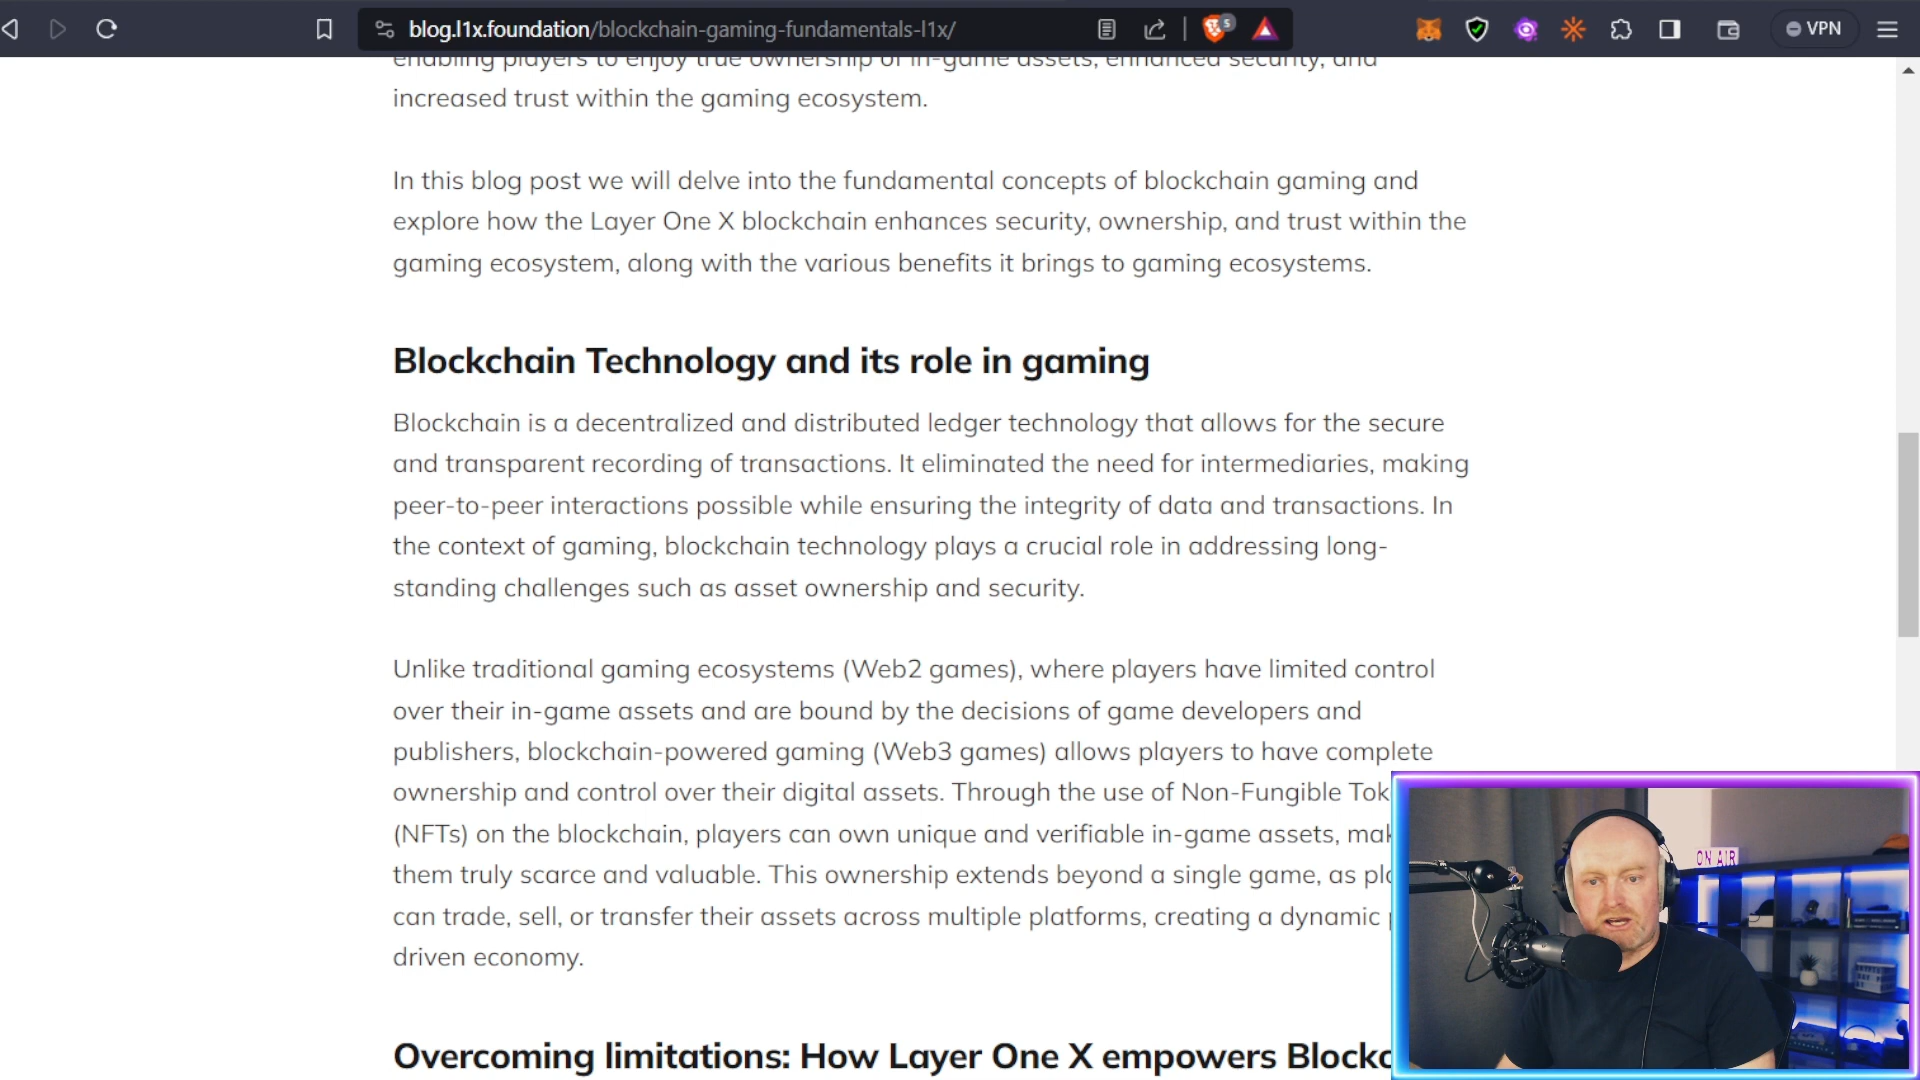 blog.l1x.foundation/blockchain-gaming-fundamentals-l1x/
5
VPN
enabling players to enjoy true ownership of in-game assets, enhanced security, and
increased trust within the gaming ecosystem.
In this blog post we will delve into the fundamental concepts of blockchain gaming and
explore how the Layer One X blockchain enhances security, ownership, and trust within the
gaming ecosystem, along with the various benefits it brings to gaming ecosystems.
Blockchain Technology and its role in gaming
Blockchain is a decentralized and distributed ledger technology that allows for the secure
and transparent recording of transactions. It eliminated the need for intermediaries, making
peer-to-peer interactions possible while ensuring the integrity of data and transactions. In
the context of gaming, blockchain technology plays a crucial role in addressing long-
standing challenges such as asset ownership and security.
Unlike traditional gaming ecosystems (Web2 games), where players have limited control
over their in-game assets and are bound by the decisions of game developers and
publishers, blockchain-powered gaming (Web3 games) allows players to have complete
ownership and control over their digital assets. Through the use of Non-Fungible Tok
(NFTs) on the blockchain, players can own unique and verifiable in-game assets, mak
them truly scarce and valuable. This ownership extends beyond a single game, as pla
can trade, sell, or transfer their assets across multiple platforms, creating a dynamic p
driven economy.
Overcoming limitations: How Layer One X empowers Blockc
ON AIR